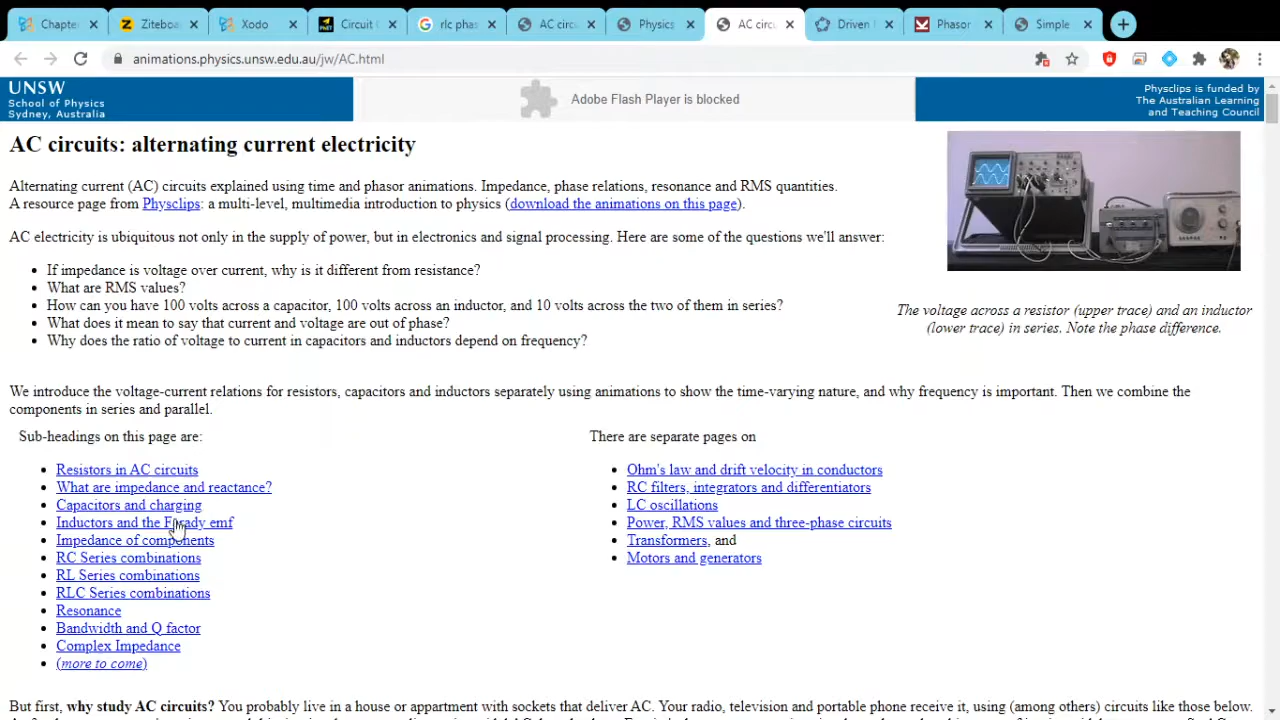 Chapte
Ziteboa
Xodo
Circuit
rlc phas
AC circu
Physics
AC circu
Driven
Phasor
Simple
animations.physics.unsw.edu.au/jw/AC.html
UNSW
School of Physics
Sydney, Australia
Adobe Flash Player is blocked
Physclips is funded by
The Australian Learning
and Teaching Council
AC circuits: alternating current electricity
Alternating current (AC) circuits explained using time and phasor animations. Impedance, phase relations, resonance and RMS quantities.
A resource page from Physclips: a multi-level, multimedia introduction to physics (download the animations on this page).
AC electricity is ubiquitous not only in the supply of power, but in electronics and signal processing. Here are some of the questions we'll answer:
If impedance is voltage over current, why is it different from resistance?
What are RMS values?
How can you have 100 volts across a capacitor, 100 volts across an inductor, and 10 volts across the two of them in series?
What does it mean to say that current and voltage are out of phase?
Why does the ratio of voltage to current in capacitors and inductors depend on frequency?
The voltage across a resistor (upper trace) and an inductor
(lower trace) in series. Note the phase difference.
We introduce the voltage-current relations for resistors, capacitors and inductors separately using animations to show the time-varying nature, and why frequency is important. Then we combine the
components in series and parallel.
Sub-headings on this page are:
Resistors in AC circuits
What are impedance and reactance?
Capacitors and charging
Inductors and the Farady emf
Impedance of components
RC Series combinations
RL Series combinations
RLC Series combinations
Resonance
Bandwidth and Q factor
Complex Impedance
(more to come)
There are separate pages on
Ohm's law and drift velocity in conductors
RC filters, integrators and differentiators
LC oscillations
Power, RMS values and three-phase circuits
Transformers, and
Motors and generators
But first, why study AC circuits? You probably live in a house or appartment with sockets that deliver AC. Your radio, television and portable phone receive it, using (among others) circuits like those below.